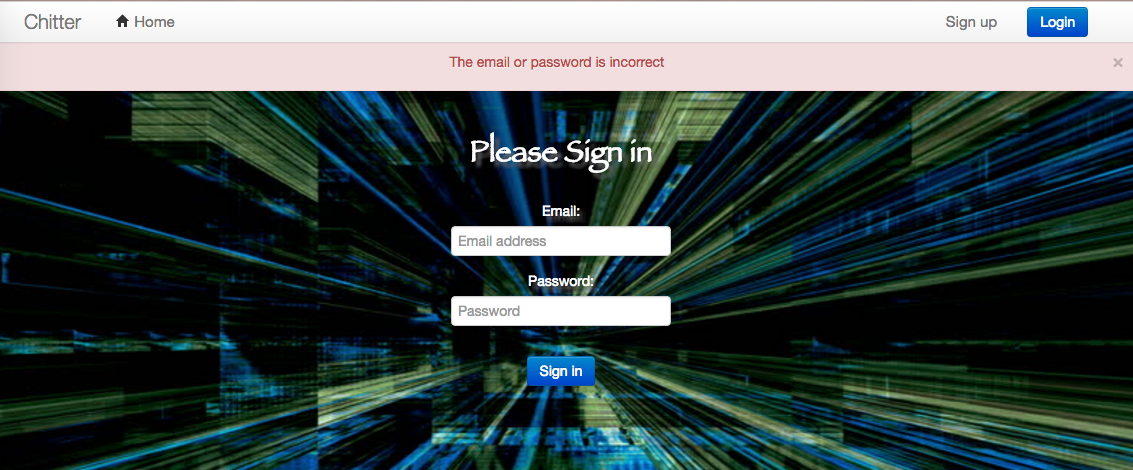 Chitter Home Sign up Login
The email or password is incorrect ×
Please Sign in
Email:
Email address
Password:
Password
Sign in